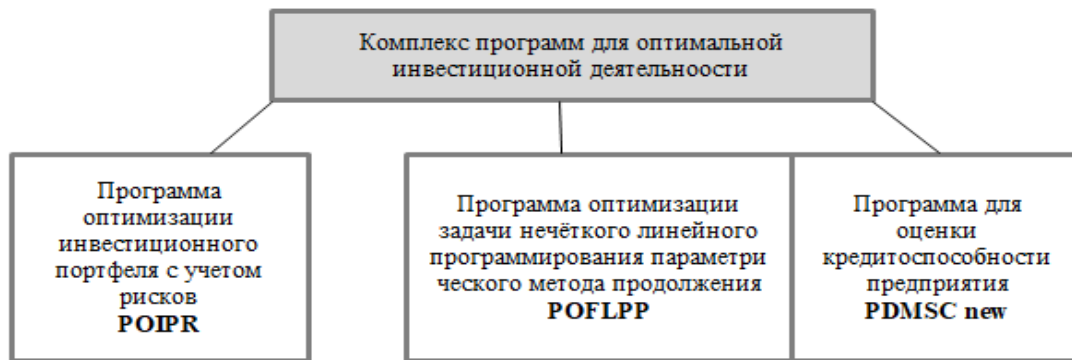 Комплекс программ для оптимальной
инвестиционной деятельноости
Программа
оптимизации
инвестиционного
портфеля с учетом
рисков
POIPR
Программа оптимизации
задачи нечёткого линейного
программирования параметри
ческого метода продолжения
POFLPP
Программа для
оценки
кредитоспособности
предприятия
PDMSC new